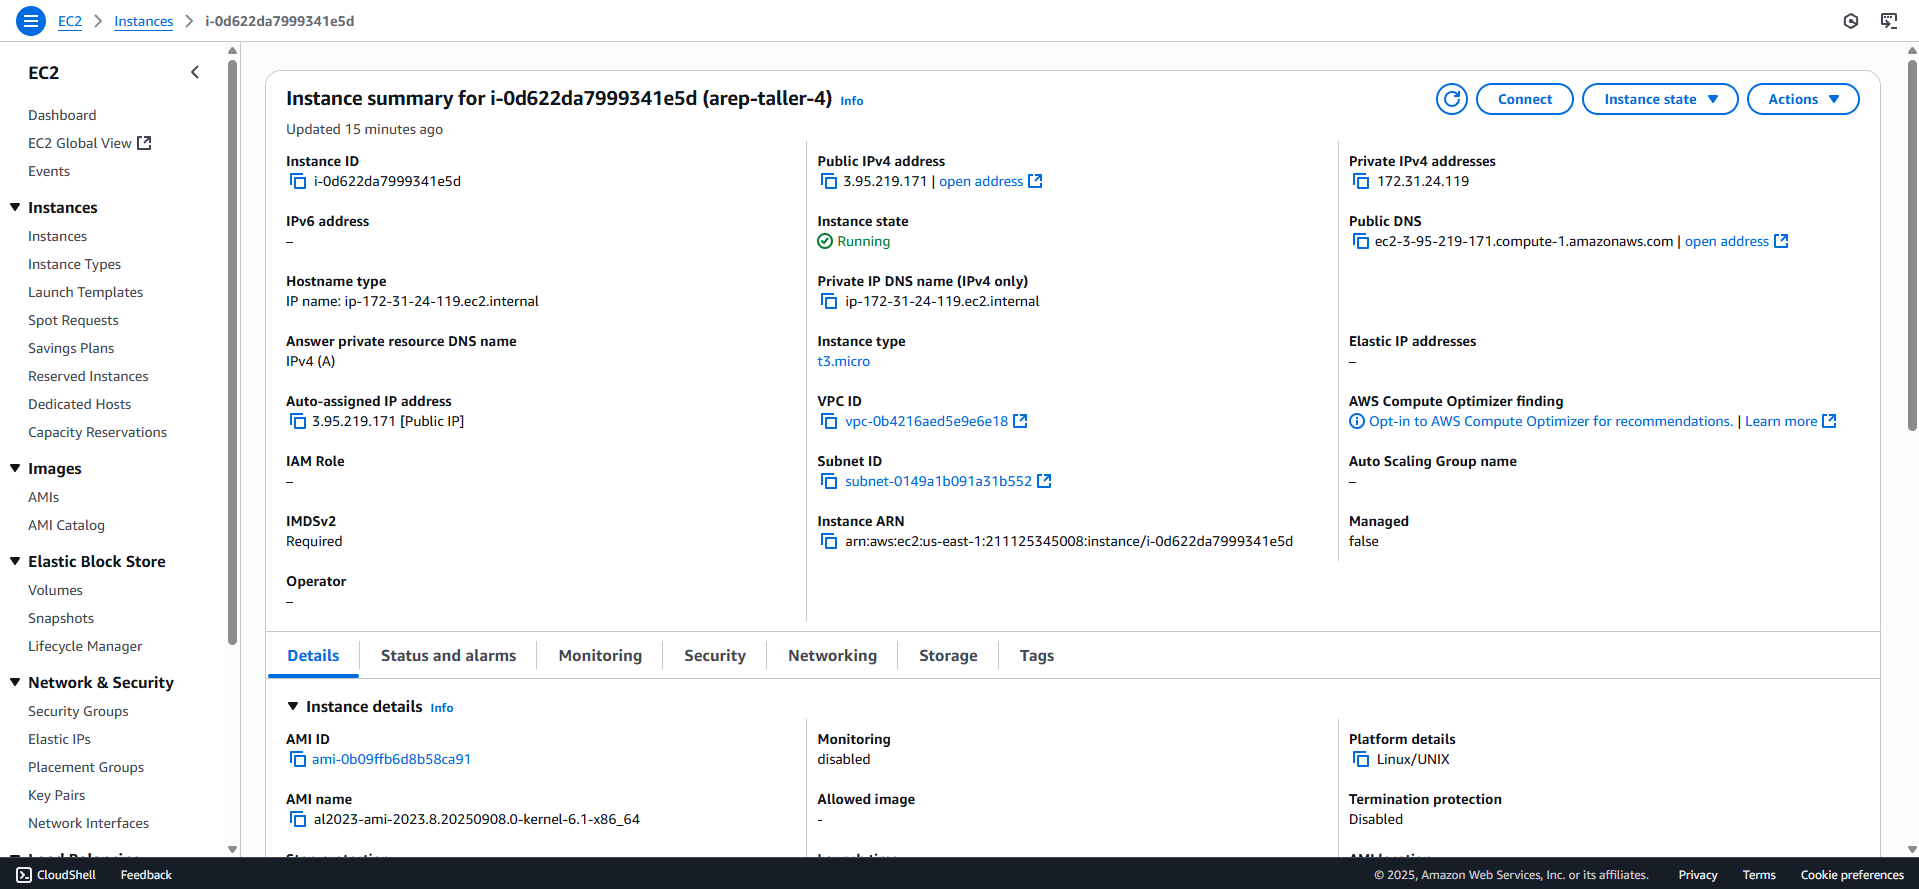 EC2 > Instances > i-0d622da7999341e5d
EC2
Dashboard
EC2 Global View
Events
Instances
Instances
Instance Types
Launch Templates
Spot Requests
Savings Plans
Reserved Instances
Dedicated Hosts
Capacity Reservations
Images
AMIs
AMI Catalog
Elastic Block Store
Volumes
Snapshots
Lifecycle Manager
Network & Security
Security Groups
Elastic IPs
Placement Groups
Key Pairs
Network Interfaces
Instance summary for i-0d622da7999341e5d (arep-taller-4) Info
Connect
Instance state
Actions
Updated 15 minutes ago
Instance ID
i-0d622da7999341e5d
Public IPv4 address
3.95.219.171 | open address
Private IPv4 addresses
172.31.24.119
IPv6 address
–
Instance state
Running
Public DNS
ec2-3-95-219-171.compute-1.amazonaws.com | open address
Hostname type
IP name: ip-172-31-24-119.ec2.internal
Private IP DNS name (IPv4 only)
ip-172-31-24-119.ec2.internal
Answer private resource DNS name
IPv4 (A)
Instance type
t3.micro
Elastic IP addresses
–
Auto-assigned IP address
3.95.219.171 [Public IP]
VPC ID
vpc-0b4216aed5e9e6e18
AWS Compute Optimizer finding
Opt-in to AWS Compute Optimizer for recommendations. | Learn more
IAM Role
–
Subnet ID
subnet-0149a1b091a31b552
Auto Scaling Group name
–
IMDSv2
Required
Instance ARN
arn:aws:ec2:us-east-1:211125345008:instance/i-0d622da7999341e5d
Managed
false
Operator
–
Details
Status and alarms
Monitoring
Security
Networking
Storage
Tags
Instance details Info
AMI ID
ami-0b09ffb6d8b58ca91
Monitoring
disabled
Platform details
Linux/UNIX
AMI name
al2023-ami-2023.8.20250908.0-kernel-6.1-x86_64
Allowed image
-
Termination protection
Disabled
CloudShell
Feedback
© 2025, Amazon Web Services, Inc. or its affiliates.
Privacy
Terms
Cookie preferences